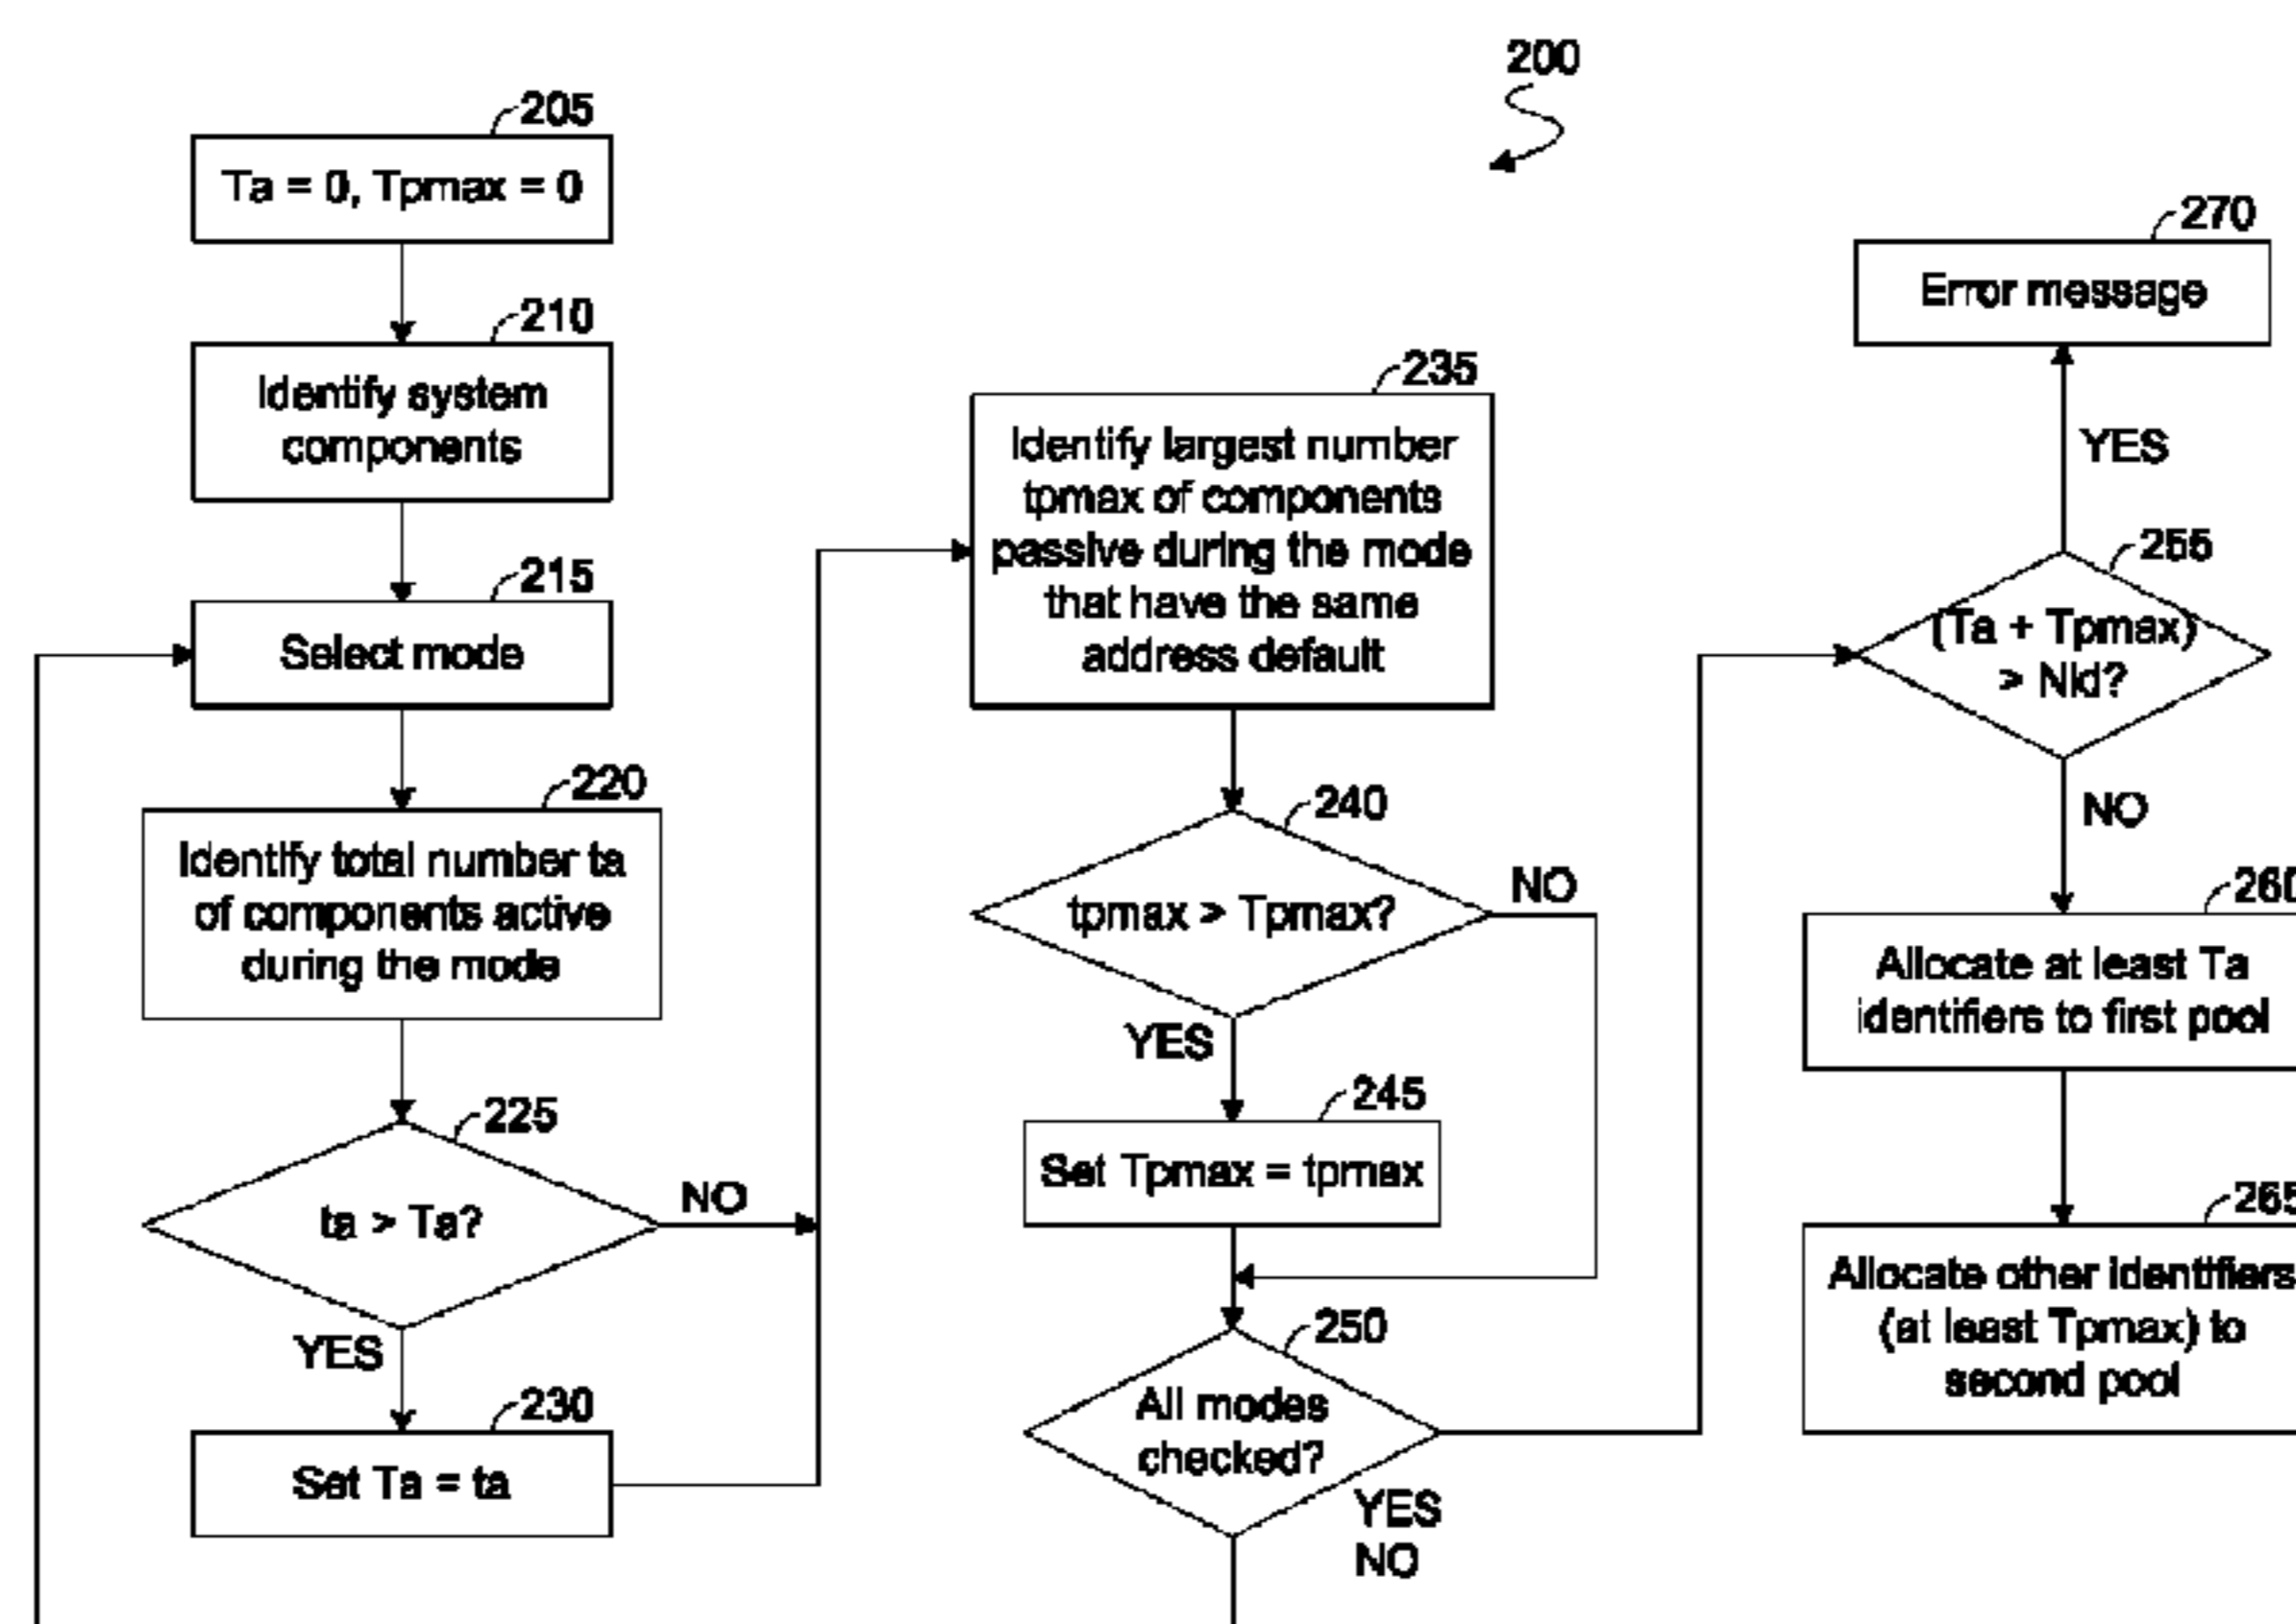 200
205
Ta = 0, Tpmax = 0
210
Identify system
components
215
Select mode
220
Identify total number ta
of components active
during the mode
225
ta > Ta?
NO
YES
230
Set Ta = ta
235
Identify largest number
tpmax of components
passive during the mode
that have the same
address default
240
tpmax > Tpmax?
NO
YES
245
Set Tpmax = tpmax
250
All modes
checked?
YES
NO
270
Error message
YES
255
(Ta + Tpmax)
> Nid?
NO
260
Allocate at least Ta
identifiers to first pool
265
Allocate other identifiers
(at least Tpmax) to
second pool